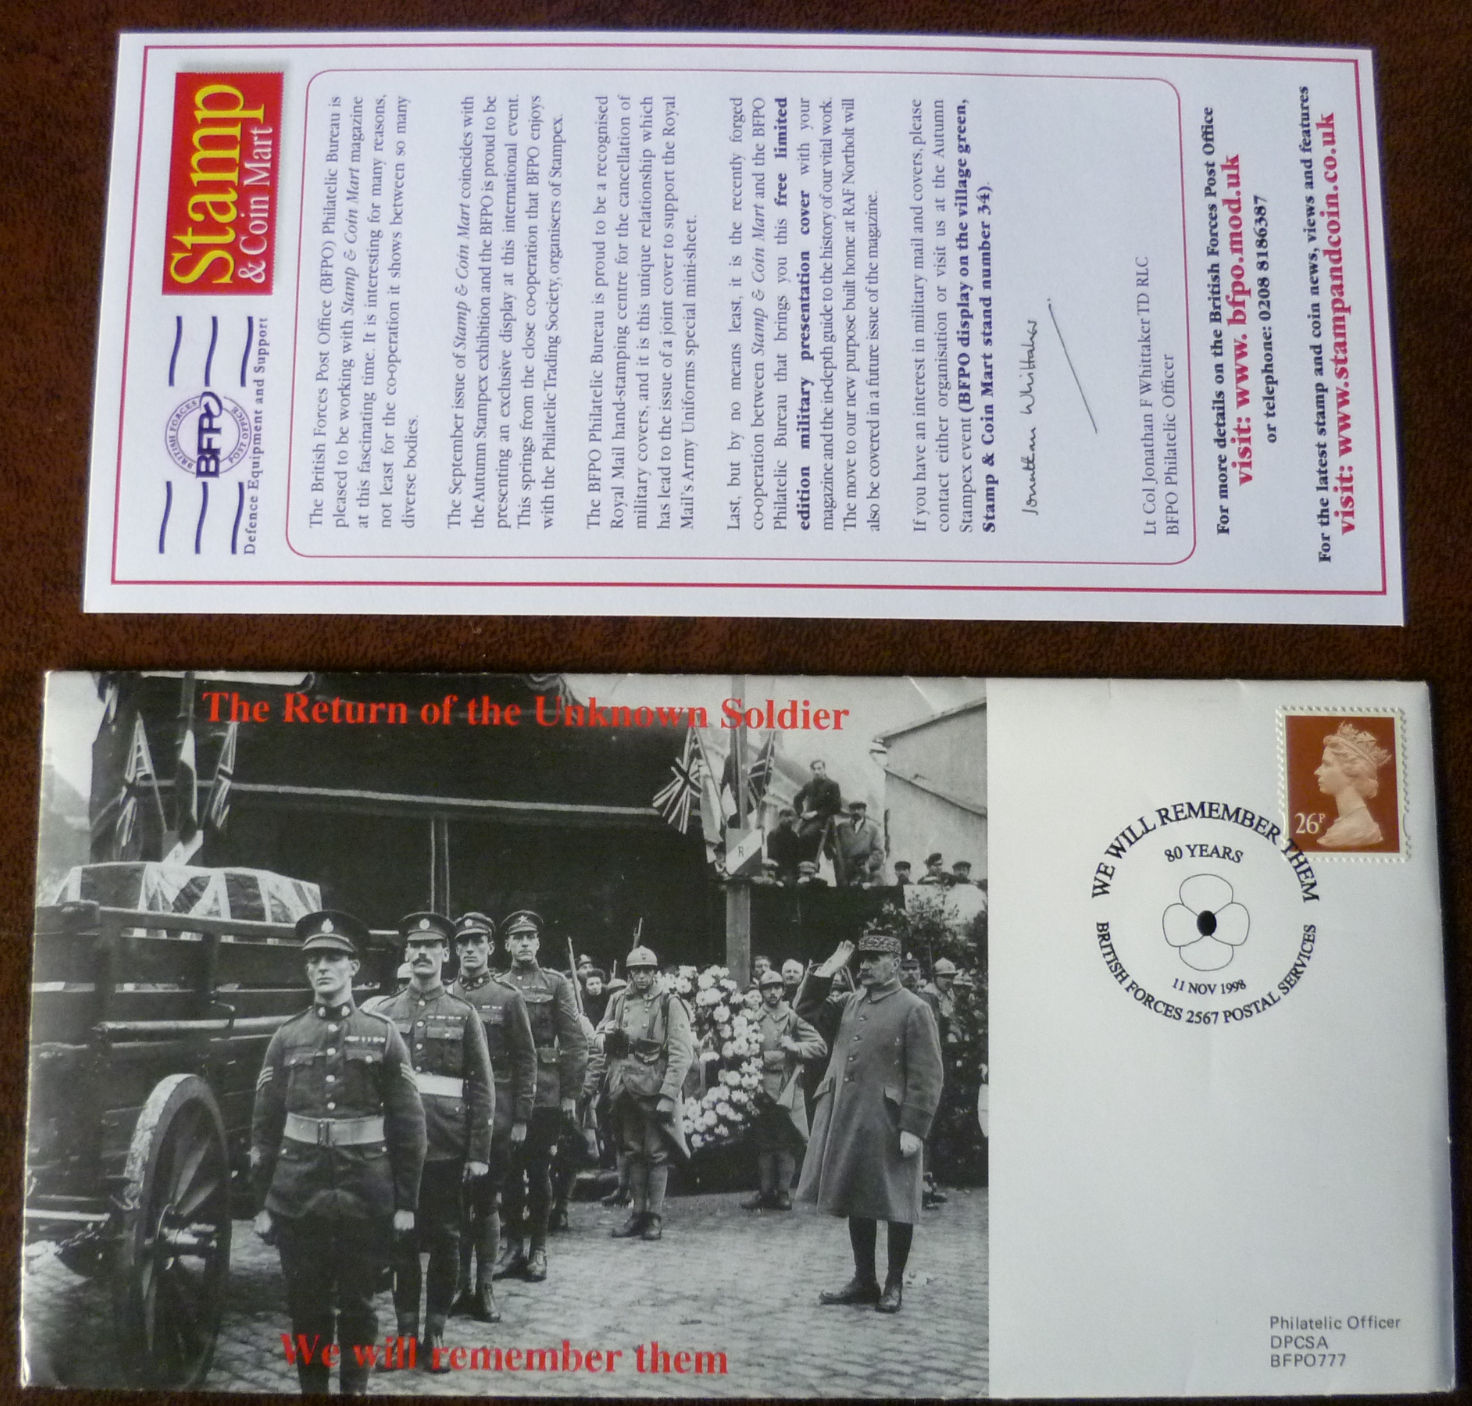 BRITISH FORCES
BFPO
POST OFFICE
Defence Equipment and Support
Stamp
& Coin Mart
The British Forces Post Office (BFPO) Philatelic Bureau is
pleased to be working with Stamp & Coin Mart magazine
at this fascinating time. It is interesting for many reasons,
not least for the co-operation it shows between so many
diverse bodies.
The September issue of Stamp & Coin Mart coincides with
the Autumn Stampex exhibition and the BFPO is proud to be
presenting an exclusive display at this international event.
This springs from the close co-operation that BFPO enjoys
with the Philatelic Trading Society, organisers of Stampex.
The BFPO Philatelic Bureau is proud to be a recognised
Royal Mail hand-stamping centre for the cancellation of
military covers, and it is this unique relationship which
has lead to the issue of a joint cover to support the Royal
Mail's Army Uniforms special mini-sheet.
Last, but by no means least, it is the recently forged
co-operation between Stamp & Coin Mart and the BFPO
Philatelic Bureau that brings you this free limited
edition military presentation cover with your
magazine and the in-depth guide to the history of our vital work.
The move to our new purpose built home at RAF Northolt will
also be covered in a future issue of the magazine.
If you have an interest in military mail and covers, please
contact either organisation or visit us at the Autumn
Stampex event (BFPO display on the village green,
Stamp & Coin Mart stand number 34).
Jonathan Whittaker
Lt Col Jonathan F Whittaker TD RLC
BFPO Philatelic Officer
For more details on the British Forces Post Office
visit: www. bfpo.mod.uk
or telephone: 0208 8186387
For the latest stamp and coin news, views and features
visit: www.stampandcoin.co.uk
The Return of the Unknown Soldier
R
We will remember them
26P
WE WILL REMEMBER THEM
80 YEARS
11 NOV 1998
BRITISH FORCES 2567 POSTAL SERVICES
Philatelic Officer
DPCSA
BFPO777